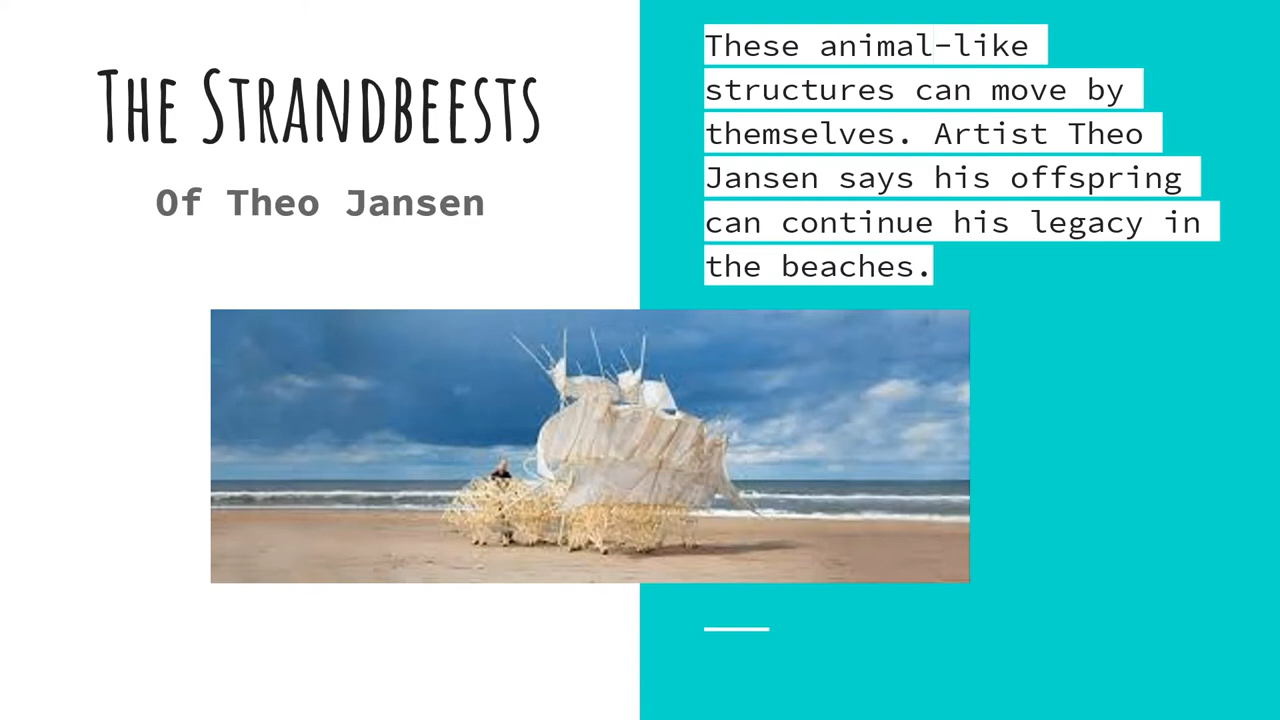 The Strandbeests
Of Theo Jansen
These animal-like
structures can move by
themselves. Artist Theo
Jansen says his offspring
can continue his legacy in
the beaches.